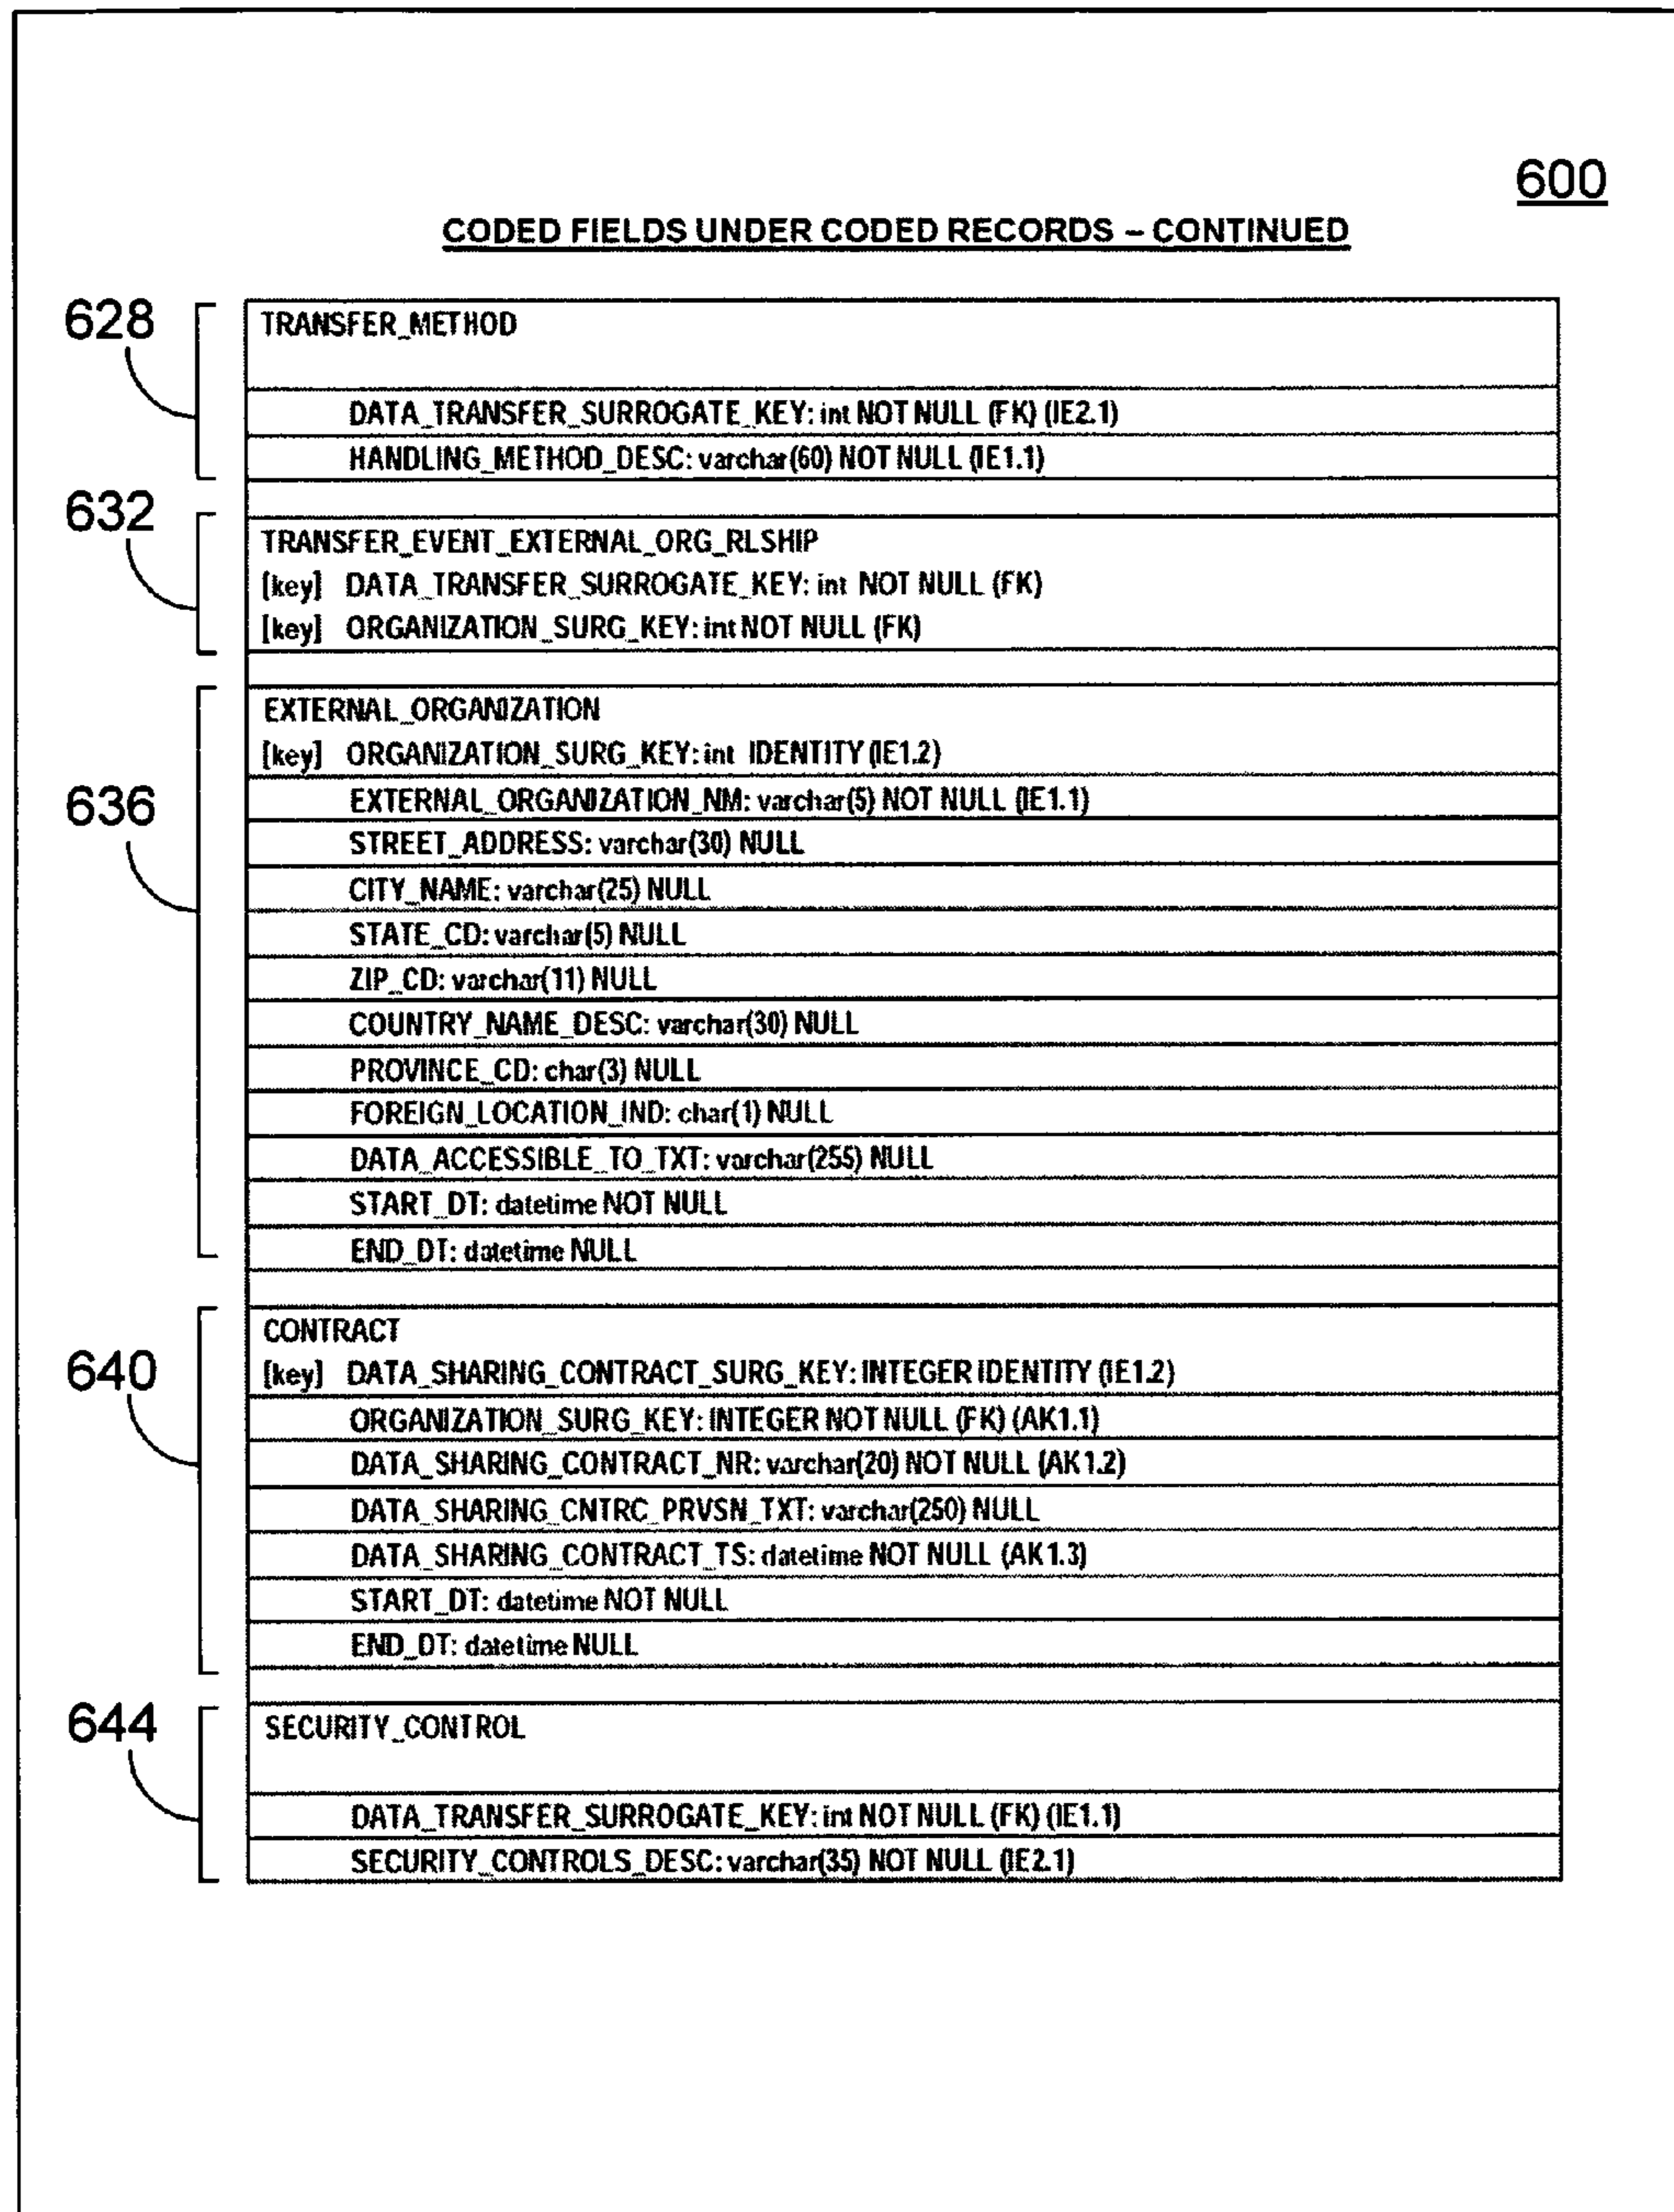 600
CODED FIELDS UNDER CODED RECORDS – CONTINUED
628
TRANSFER_METHOD
DATA_TRANSFER_SURROGATE_KEY: int NOT NULL (FK) (IE2.1)
HANDLING_METHOD_DESC: varchar(60) NOT NULL (IE1.1)
632
TRANSFER_EVENT_EXTERNAL_ORG_RLSHIP
[key] DATA_TRANSFER_SURROGATE_KEY: int NOT NULL (FK)
[key] ORGANIZATION_SURG_KEY: int NOT NULL (FK)
636
EXTERNAL_ORGANIZATION
[key] ORGANIZATION_SURG_KEY: int IDENTITY (IE1.2)
EXTERNAL_ORGANIZATION_NM: varchar(5) NOT NULL (IE1.1)
STREET_ADDRESS: varchar(30) NULL
CITY_NAME: varchar(25) NULL
STATE_CD: varchar(5) NULL
ZIP_CD: varchar(11) NULL
COUNTRY_NAME_DESC: varchar(30) NULL
PROVINCE_CD: char(3) NULL
FOREIGN_LOCATION_IND: char(1) NULL
DATA_ACCESSIBLE_TO_TXT: varchar(255) NULL
START_DT: datetime NOT NULL
END_DT: datetime NULL
640
CONTRACT
[key] DATA_SHARING_CONTRACT_SURG_KEY: INTEGER IDENTITY (IE1.2)
ORGANIZATION_SURG_KEY: INTEGER NOT NULL (FK) (AK1.1)
DATA_SHARING_CONTRACT_NR: varchar(20) NOT NULL (AK1.2)
DATA_SHARING_CNTRC_PRVSN_TXT: varchar(250) NULL
DATA_SHARING_CONTRACT_TS: datetime NOT NULL (AK1.3)
START_DT: datetime NOT NULL
END_DT: datetime NULL
644
SECURITY_CONTROL
DATA_TRANSFER_SURROGATE_KEY: int NOT NULL (FK) (IE1.1)
SECURITY_CONTROLS_DESC: varchar(35) NOT NULL (IE2.1)